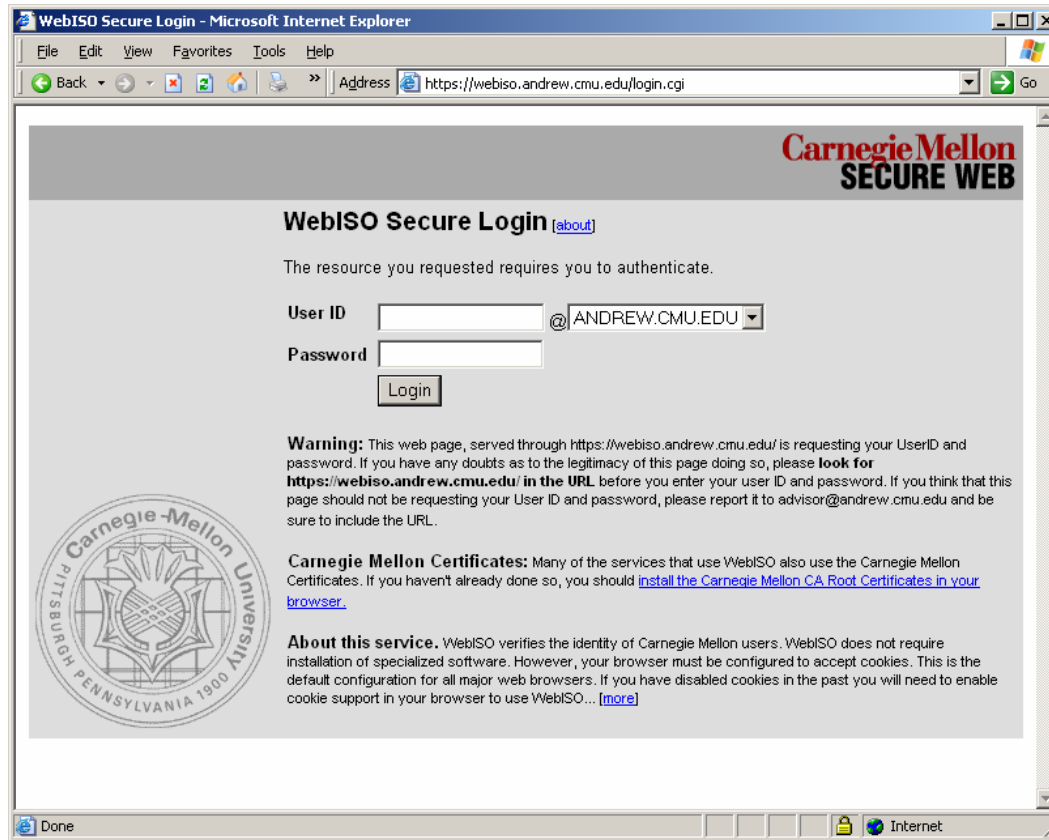 WebISO Secure Login - Microsoft Internet Explorer
File Edit View Favorites Tools Help
Back » Address https://webiso.andrew.cmu.edu/login.cgi Go
Carnegie Mellon
SECURE WEB
WebISO Secure Login [about]
The resource you requested requires you to authenticate.
User ID @ ANDREW.CMU.EDU
Password
Login
Warning: This web page, served through https://webiso.andrew.cmu.edu/ is requesting your UserID and
password. If you have any doubts as to the legitimacy of this page doing so, please look for
https://webiso.andrew.cmu.edu/ in the URL before you enter your user ID and password. If you think that this
page should not be requesting your User ID and password, please report it to advisor@andrew.cmu.edu and be
sure to include the URL.
Carnegie Mellon Certificates: Many of the services that use WebISO also use the Carnegie Mellon
Certificates. If you haven't already done so, you should install the Carnegie Mellon CA Root Certificates in your
browser.
About this service. WebISO verifies the identity of Carnegie Mellon users. WebISO does not require
installation of specialized software. However, your browser must be configured to accept cookies. This is the
default configuration for all major web browsers. If you have disabled cookies in the past you will need to enable
cookie support in your browser to use WebISO... [more]
Carnegie-Mellon University
PITTSBURGH PENNSYLVANIA 1900
Done Internet